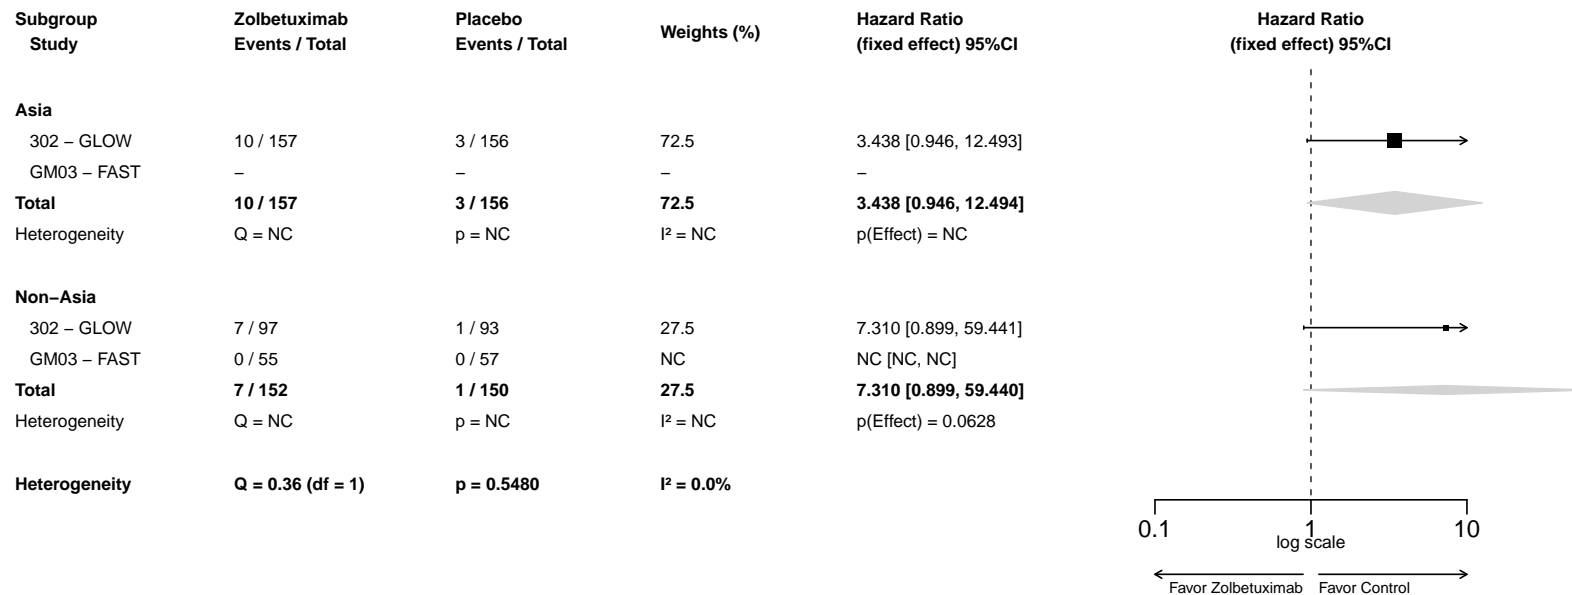 Subgroup Zolbetuximab Placebo Weights (%) Hazard Ratio Hazard Ratio
Study Events / Total Events / Total (fixed effect) 95%CI (fixed effect) 95%CI
Asia
302 − GLOW 10 / 157 3 / 156 72.5 3.438 [0.946, 12.493]
GM03 − FAST − − − −
Total 10 / 157 3 / 156 72.5 3.438 [0.946, 12.494]
Heterogeneity Q = NC p = NC I² = NC p(Effect) = NC
Non−Asia
302 − GLOW 7 / 97 1 / 93 27.5 7.310 [0.899, 59.441]
GM03 − FAST 0 / 55 0 / 57 NC NC [NC, NC]
Total 7 / 152 1 / 150 27.5 7.310 [0.899, 59.440]
Heterogeneity Q = NC p = NC I² = NC p(Effect) = 0.0628
Heterogeneity Q = 0.36 (df = 1) p = 0.5480 I² = 0.0%
0.1 1 10
log scale
Favor Zolbetuximab Favor Control